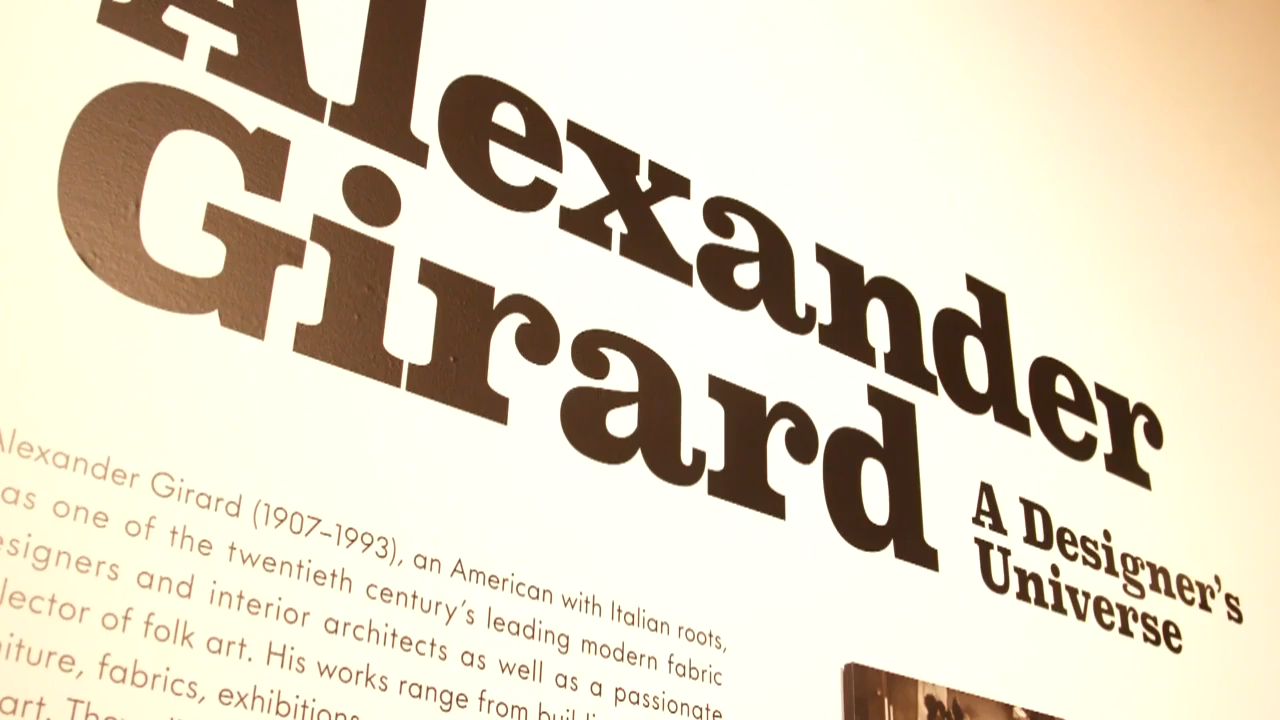 Alexander
Girard
A Designer's
Universe
Alexander Girard (1907–1993), an American with Italian roots,
as one of the twentieth century's leading modern fabric
esigners and interior architects as well as a passionate
lector of folk art. His works range from
niture, fabrics, exhibitions
art.